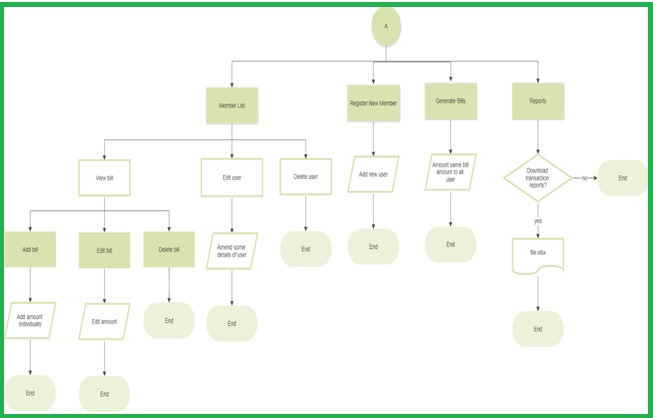 A
Member List
Register New Member
Generate Bills
Reports
View bill
Edit user
Delete user
Add new user
Amount same bill
amount to all
user
Download
transaction
reports?
no
End
yes
Add bill
Edit bill
Delete bill
Amend some
details of user
End
End
End
file.xlsx
Add amount
individually
Edit amount
End
End
End
End
End